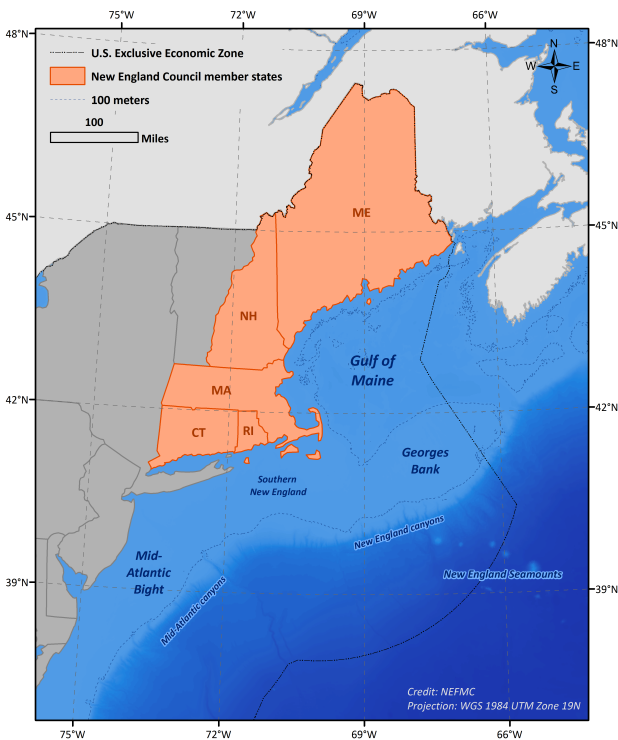 75°W
72°W
69°W
66°W
48°N
48°N
U.S. Exclusive Economic Zone
New England Council member states
100 meters
100
Miles
N
W
E
S
ME
45°N
45°N
NH
Gulf of
Maine
MA
42°N
42°N
CT
RI
Georges
Bank
Southern
New England
New England canyons
Mid-
Atlantic
Bight
New England Seamounts
39°N
39°N
Mid-Atlantic canyons
Credit: NEFMC
Projection: WGS 1984 UTM Zone 19N
75°W
72°W
69°W
66°W